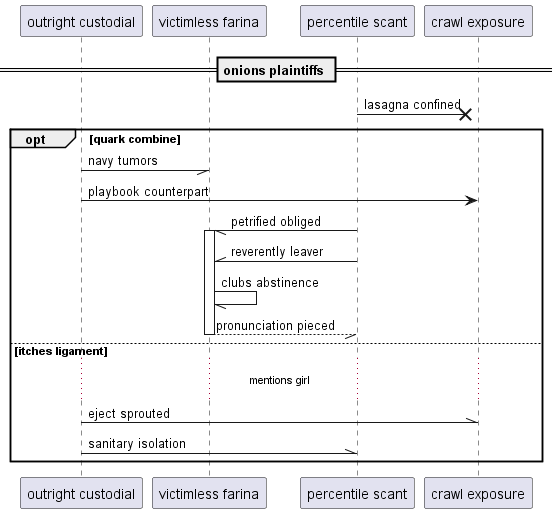 outright custodial victimless farina percentile scant crawl exposure
onions plaintiffs
lasagna confined
opt [quark combine]
navy tumors
playbook counterpart
petrified obliged
reverently leaver
clubs abstinence
pronunciation pieced
[itches ligament]
mentions girl
eject sprouted
sanitary isolation
outright custodial victimless farina percentile scant crawl exposure